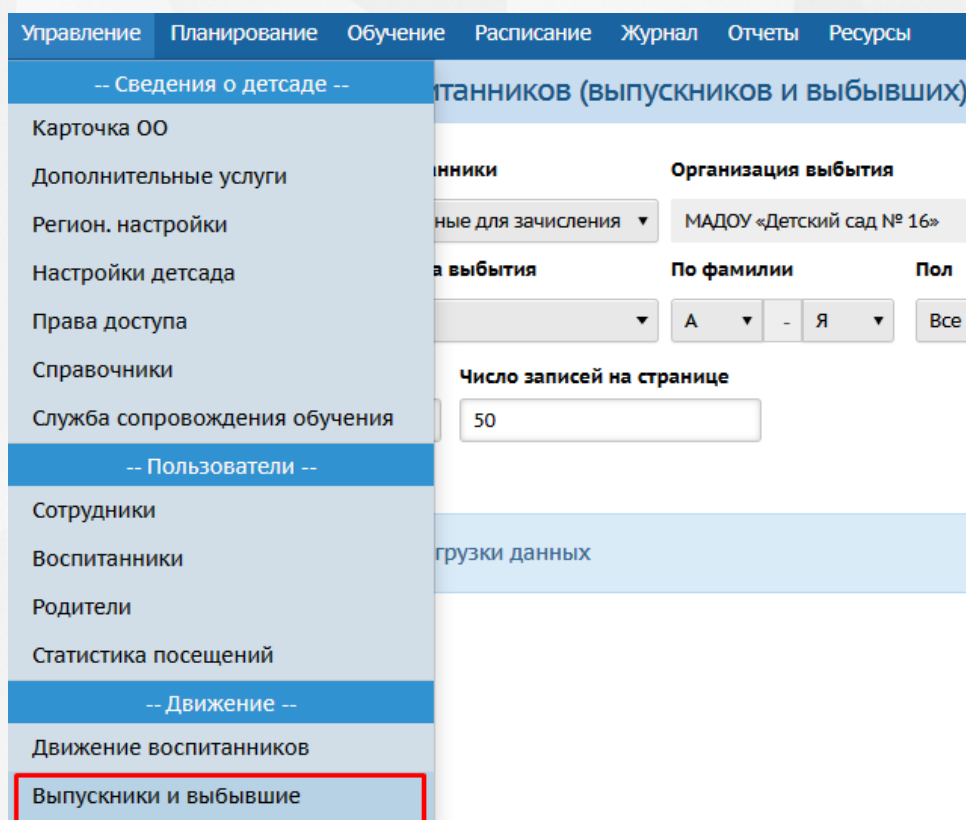 Управление Планирование Обучение Расписание Журнал Отчеты Ресурсы
-- Сведения о детсаде --
итанников (выпускников и выбывших)
Карточка ОО
Дополнительные услуги
Регион. настройки
Настройки детсада
Права доступа
Справочники
Служба сопровождения обучения
-- Пользователи --
Сотрудники
Воспитанники
Родители
Статистика посещений
-- Движение --
Движение воспитанников
Выпускники и выбывшие
нники Организация выбытия
ные для зачисления МАДОУ «Детский сад № 16»
а выбытия По фамилии Пол
А - Я Все
Число записей на странице
50
грузки данных